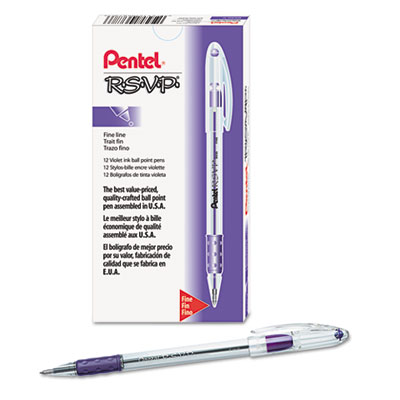 Pentel®
R.S.V.P.
Fine line
Trait fin
Trazo fino
12 Violet ink ball point pens
12 Stylos-bille encre violette
12 Bolígrafos de tinta violeta
The best value-priced,
quality-crafted ball point
pen assembled in U.S.A.
Le meilleur stylo à bille
économique de qualité
assemblé aux U.S.A.
El bolígrafo de mejor precio
por su valor, fabricación de
calidad que se fabrica en
E.U.A.
Pentel R.S.V.P.
Fine
Fin
Fino
Pentel R.S.V.P.